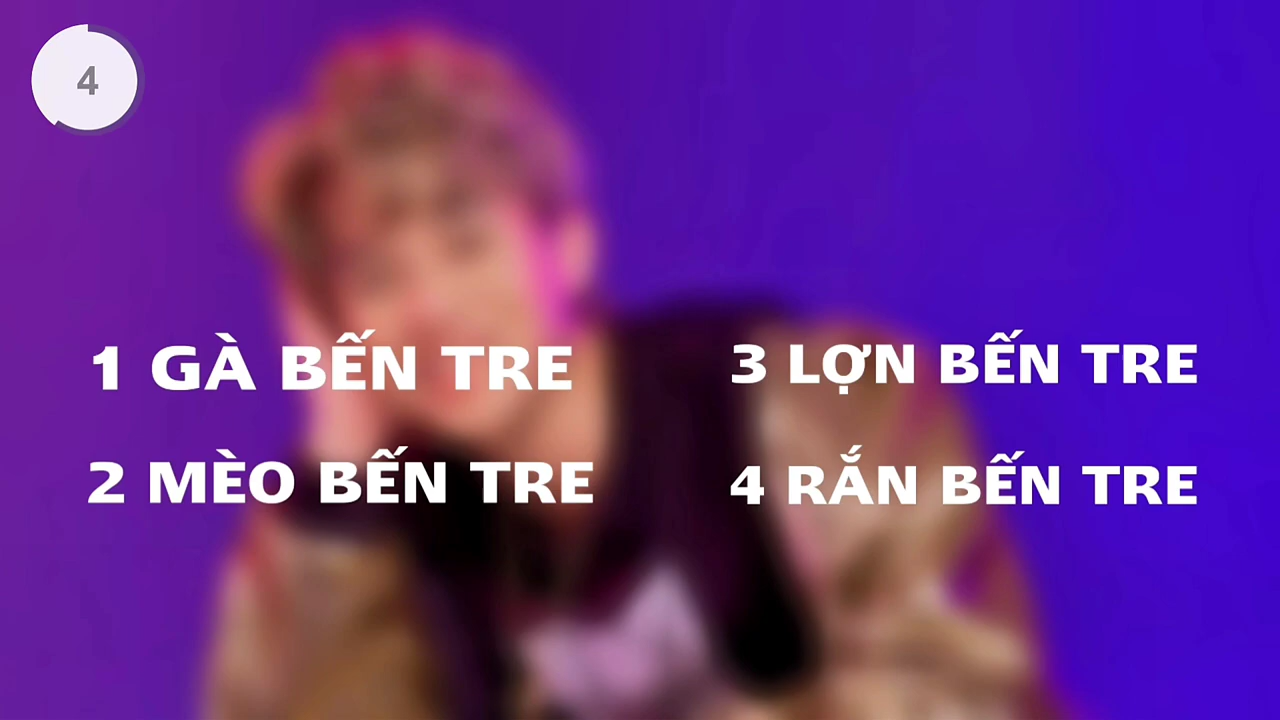 4
1 GÀ BẾN TRE
2 MÈO BẾN TRE
3 LỢN BẾN TRE
4 RẮN BẾN TRE